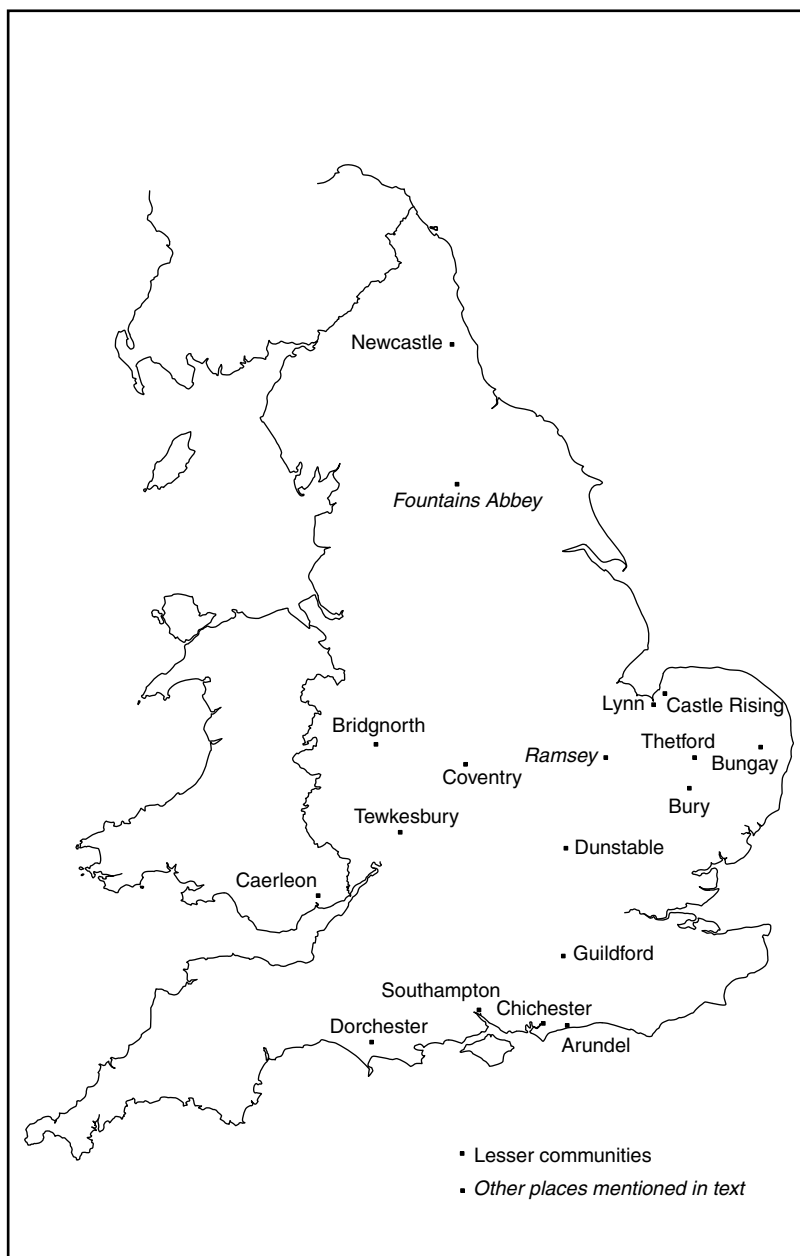 Newcastle
Fountains Abbey
Lynn
Castle Rising
Bridgnorth
Ramsey
Thetford
Bungay
Coventry
Bury
Tewkesbury
Dunstable
Caerleon
Guildford
Southampton
Chichester
Dorchester
Arundel
Lesser communities
Other places mentioned in text